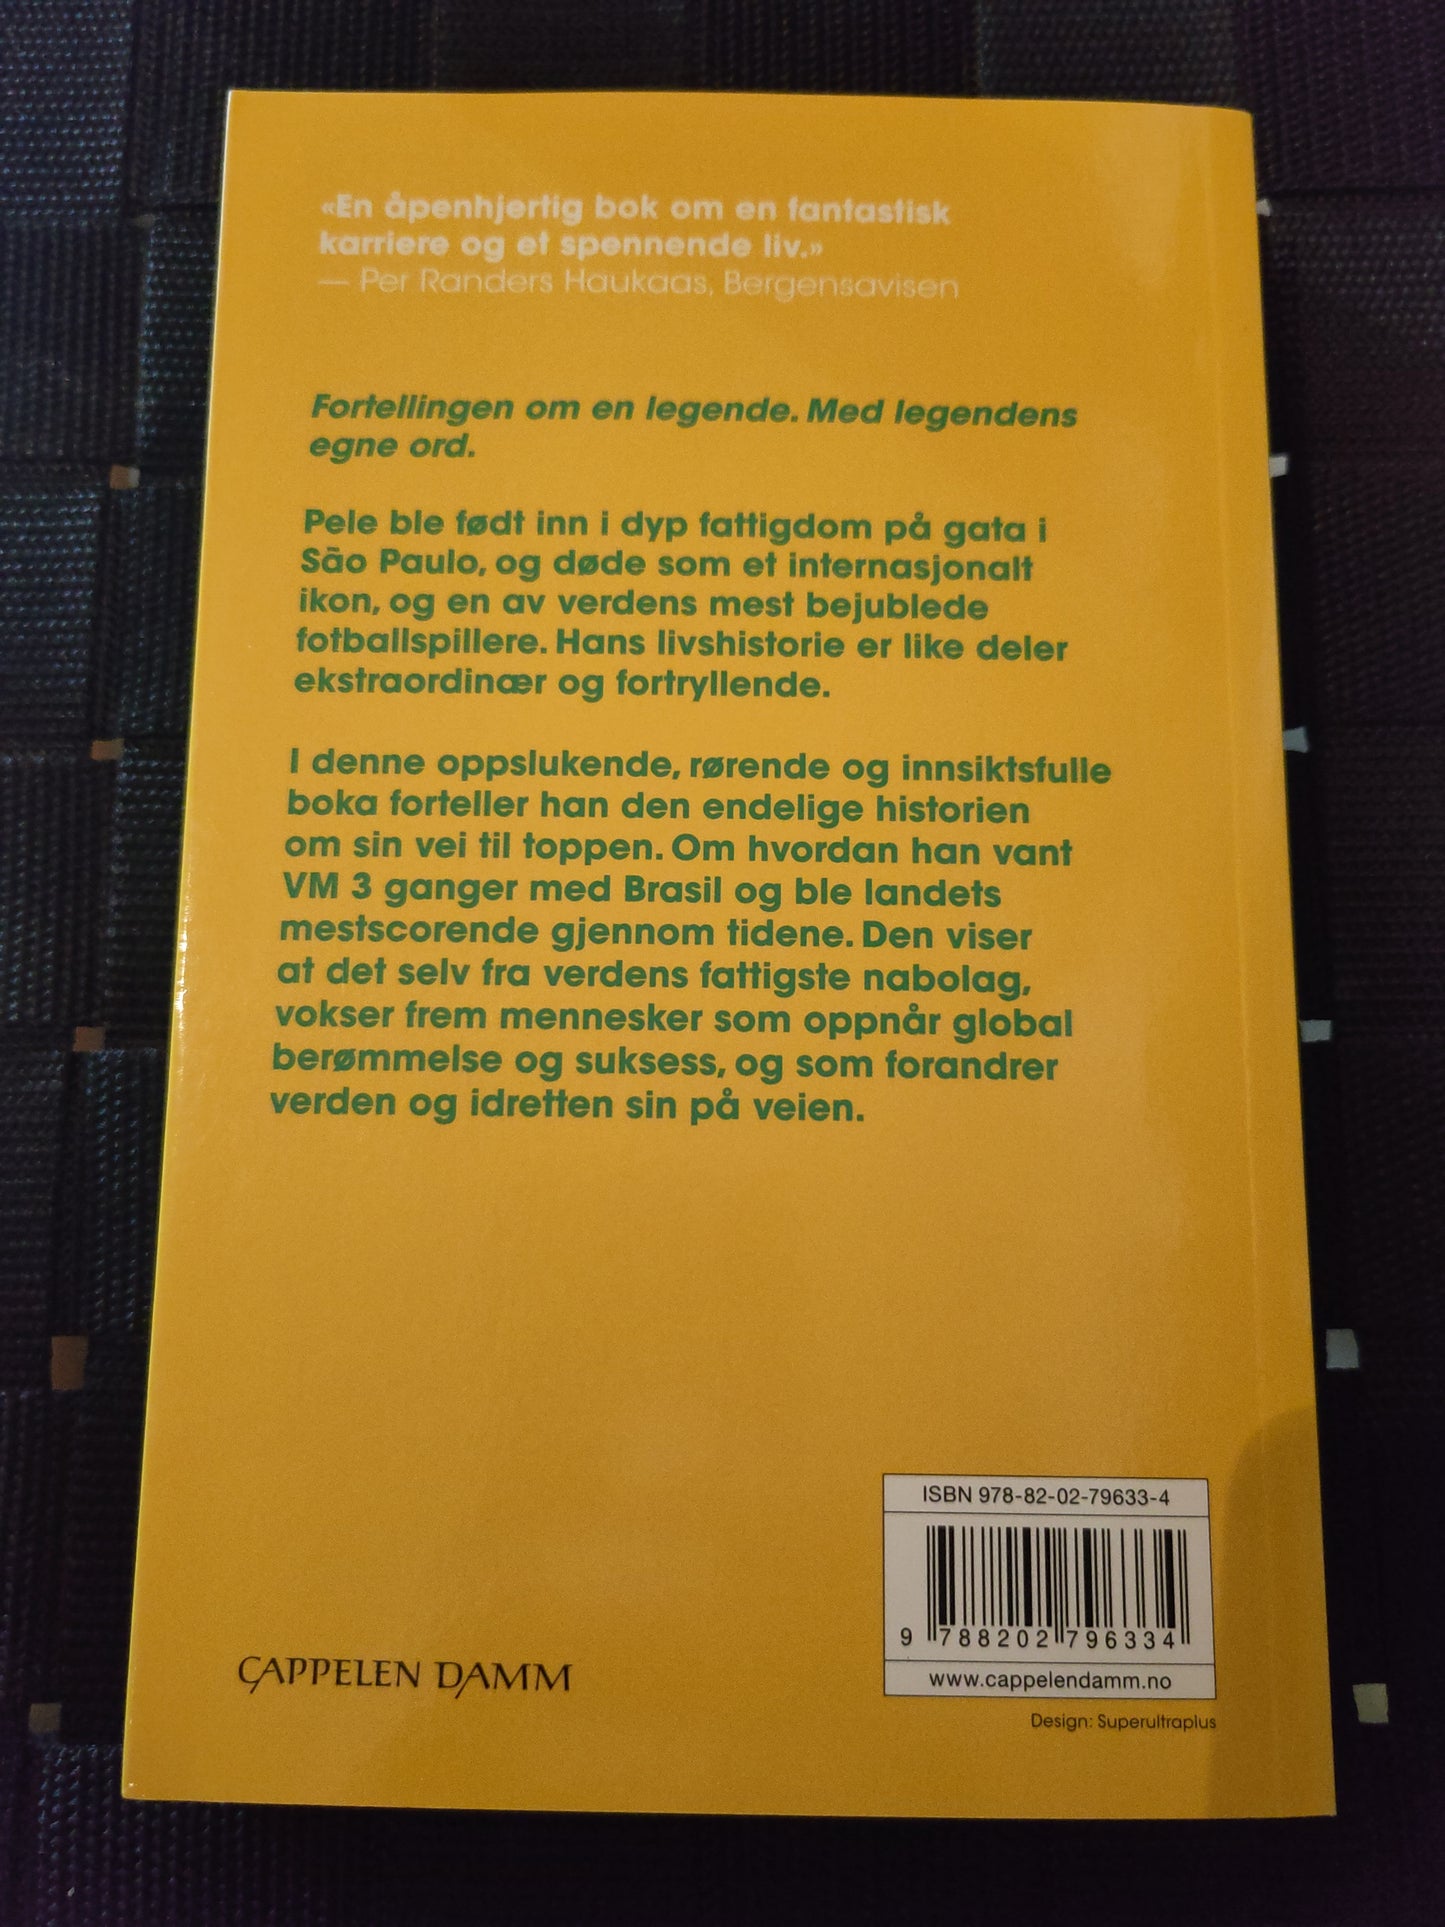 «En åpenhjertig bok om en fantastisk
karriere og et spennende liv.»
— Per Randers Haukaas, Bergensavisen
Fortellingen om en legende. Med legendens
egne ord.
Pele ble født inn i dyp fattigdom på gata i
São Paulo, og døde som et internasjonalt
ikon, og en av verdens mest bejublede
fotballspillere. Hans livshistorie er like deler
ekstraordinær og fortryllende.
I denne oppslukende, rørende og innsiktsfulle
boka forteller han den endelige historien
om sin vei til toppen. Om hvordan han vant
VM 3 ganger med Brasil og ble landets
mestscorende gjennom tidene. Den viser
at det selv fra verdens fattigste nabolag,
vokser frem mennesker som oppnår global
berømmelse og suksess, og som forandrer
verden og idretten sin på veien.
ISBN 978-82-02-79633-4
9 788202 796334
www.cappelendamm.no
CAPPELEN DAMM
Design: Superultraplus